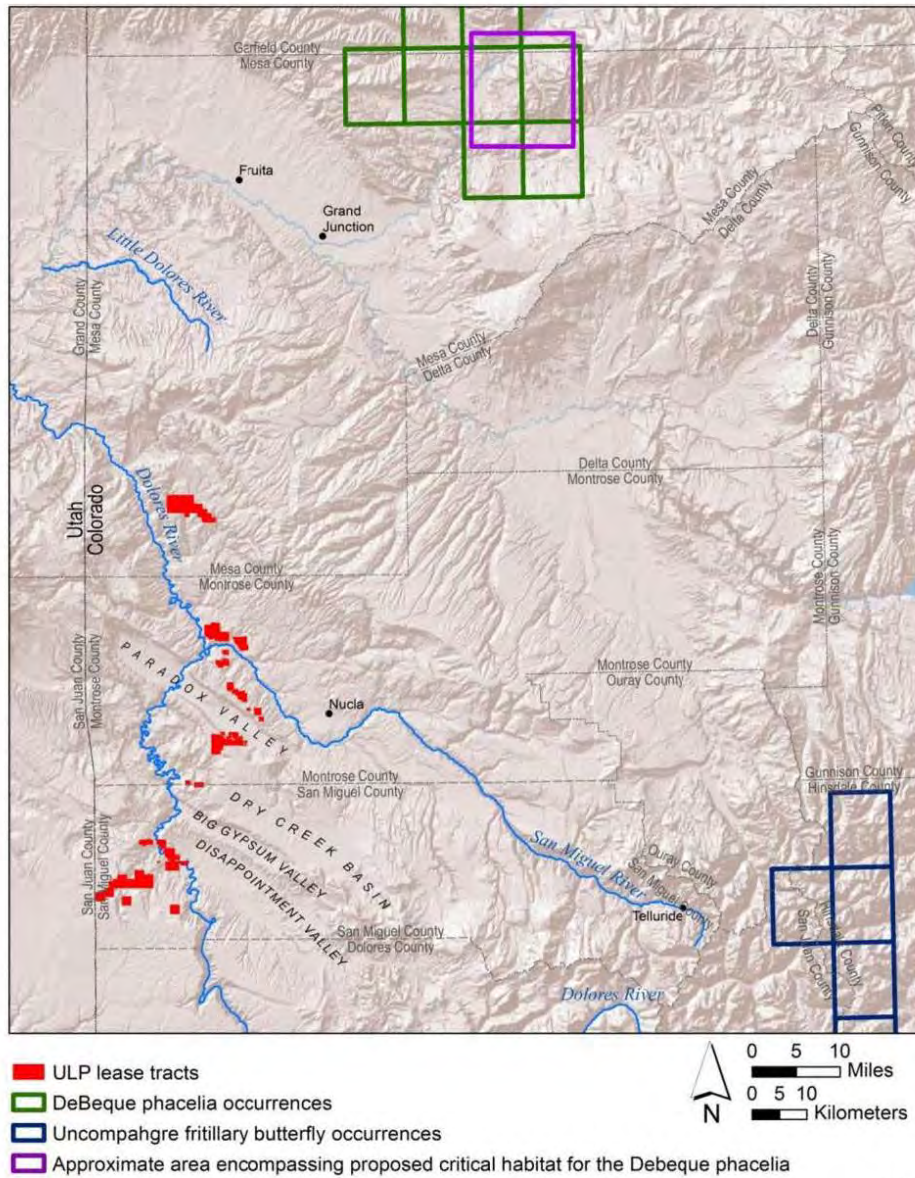 Garfield County
Mesa County
Pitkin County
Gunnison County
Fruita
Grand
Junction
Mesa County
Delta County
Little Dolores River
Grand County
Mesa County
Delta County
Gunnison County
Mesa County
Delta County
Delta County
Montrose County
Utah
Colorado
Dolores River
Mesa County
Montrose County
Montrose County
Gunnison County
San Juan County
Montrose County
PARADOX VALLEY
Montrose County
Ouray County
Nucla
Montrose County
San Miguel County
Gunnison County
Hinsdale County
DRY CREEK BASIN
BIG GYPSUM VALLEY
DISAPPOINTMENT VALLEY
San Juan County
San Miguel County
San Miguel River
Ouray County
San Miguel County
Telluride
Hinsdale County
San Juan County
San Miguel County
Dolores County
Dolores River
ULP lease tracts
DeBeque phacelia occurrences
Uncompahgre fritillary butterfly occurrences
Approximate area encompassing proposed critical habitat for the Debeque phacelia
N
0 5 10
Miles
0 5 10
Kilometers